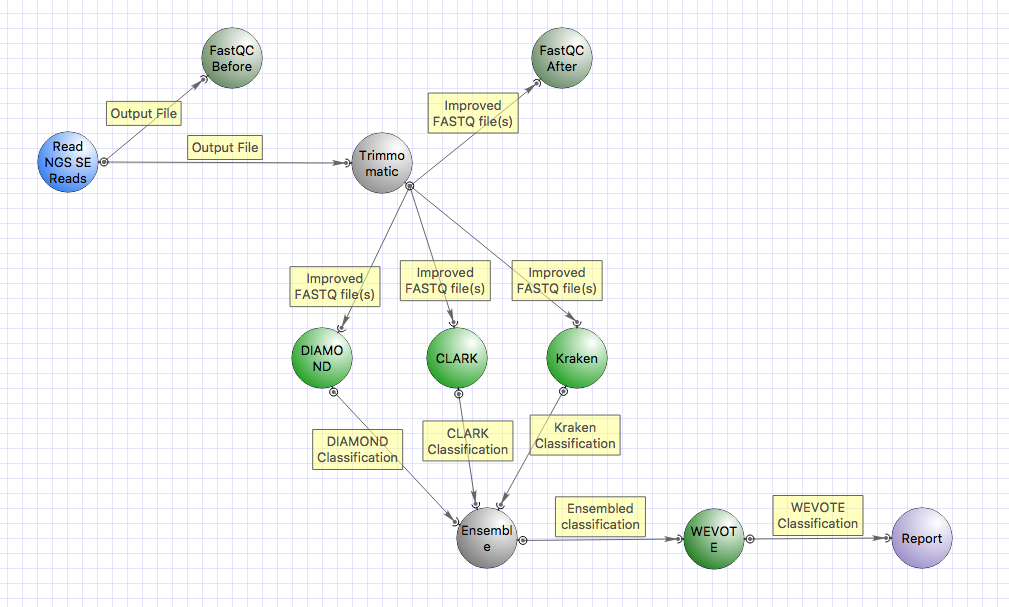 FastQC
Before
FastQC
After
Output File
Improved
FASTQ file(s)
Read
NGS SE
Reads
Output File
Trimmo
matic
Improved
FASTQ file(s)
Improved
FASTQ file(s)
Improved
FASTQ file(s)
DIAMO
ND
CLARK
Kraken
DIAMOND
Classification
CLARK
Classification
Kraken
Classification
Ensembl
e
Ensembled
classification
WEVOT
E
WEVOTE
Classification
Report